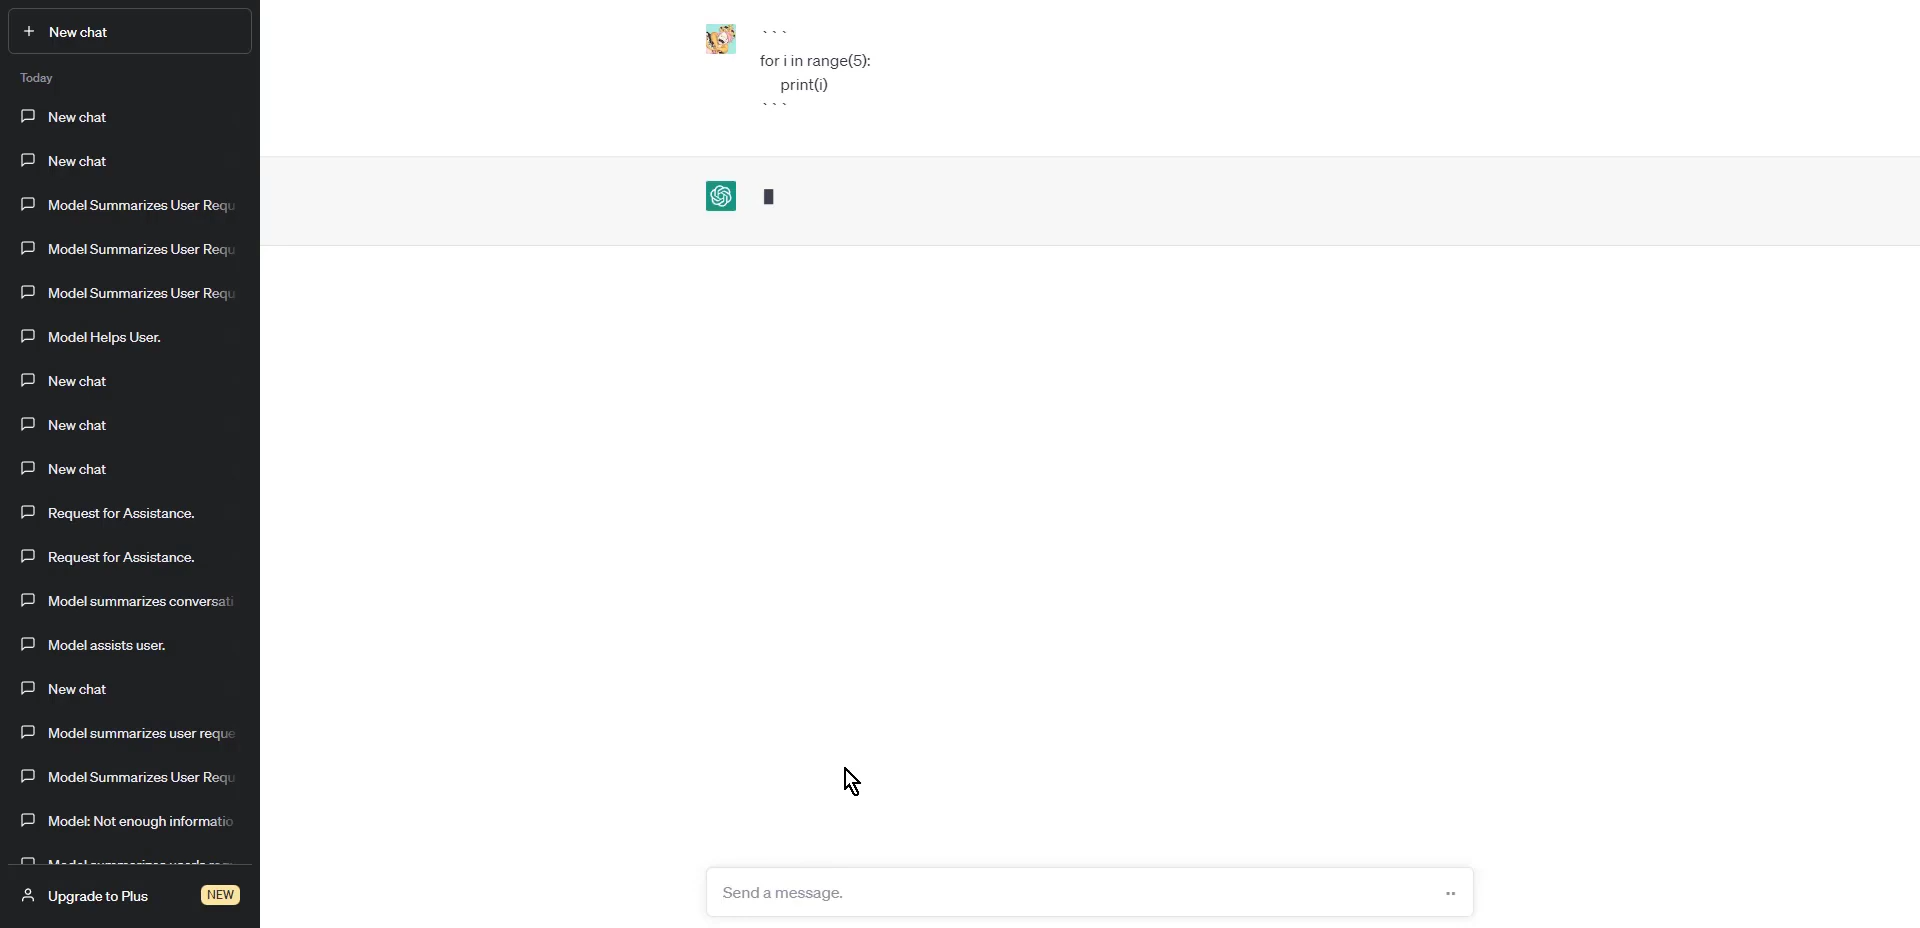 New chat
Today
New chat
New chat
Model Summarizes User Requ
Model Summarizes User Requ
Model Summarizes User Requ
Model Helps User.
New chat
New chat
New chat
Request for Assistance.
Request for Assistance.
Model summarizes conversati
Model assists user.
New chat
Model summarizes user reque
Model Summarizes User Requ
Model: Not enough informatio
Upgrade to Plus NEW
```
for i in range(5):
    print(i)
```
Send a message.